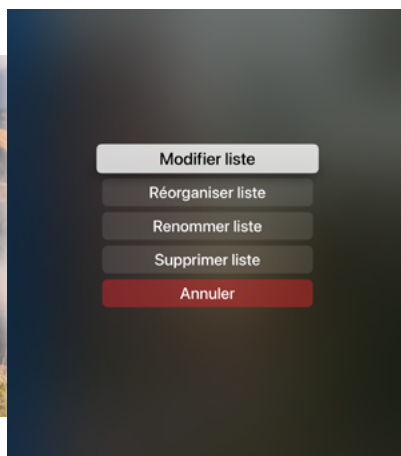 Modifier liste
Réorganiser liste
Renommer liste
Supprimer liste
Annuler